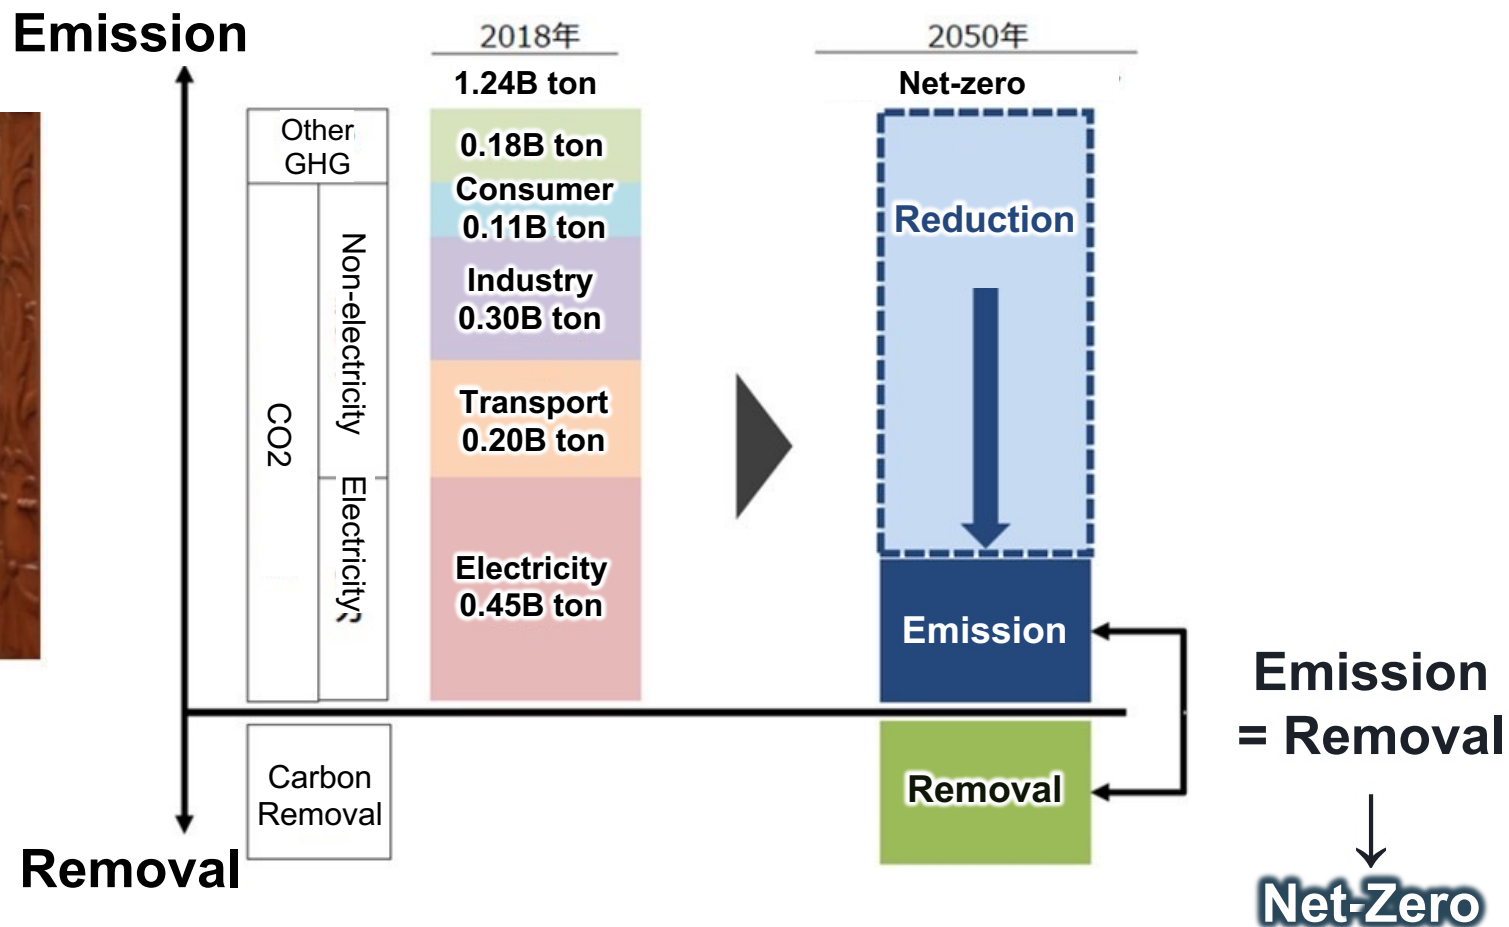 Emission
2018年
2050年
1.24B ton
Net-zero
Other
GHG
0.18B ton
Consumer
0.11B ton
Reduction
Non-electricity
Industry
0.30B ton
CO2
Transport
0.20B ton
Electricity
Electricity
0.45B ton
Emission
Emission
= Removal
Carbon
Removal
Removal
Removal
Net-Zero